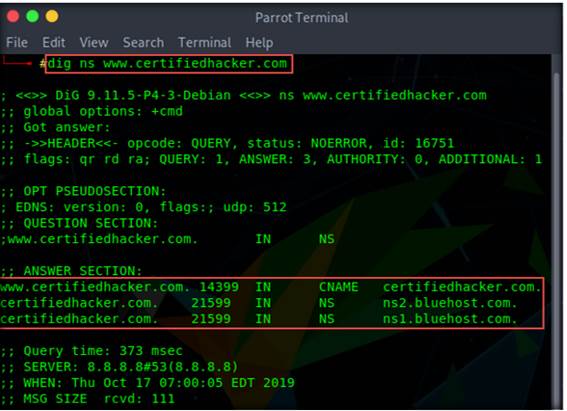 Parrot Terminal
File Edit View Search Terminal Help
#dig ns www.certifiedhacker.com
; <<>> DiG 9.11.5-P4-3-Debian <<>> ns www.certifiedhacker.com
;; global options: +cmd
;; Got answer:
;; ->>HEADER<<- opcode: QUERY, status: NOERROR, id: 16751
;; flags: qr rd ra; QUERY: 1, ANSWER: 3, AUTHORITY: 0, ADDITIONAL: 1
;; OPT PSEUDOSECTION:
; EDNS: version: 0, flags:; udp: 512
;; QUESTION SECTION:
;www.certifiedhacker.com. IN NS
;; ANSWER SECTION:
www.certifiedhacker.com. 14399 IN CNAME certifiedhacker.com.
certifiedhacker.com. 21599 IN NS ns2.bluehost.com.
certifiedhacker.com. 21599 IN NS ns1.bluehost.com.
;; Query time: 373 msec
;; SERVER: 8.8.8.8#53(8.8.8.8)
;; WHEN: Thu Oct 17 07:00:05 EDT 2019
;; MSG SIZE rcvd: 111